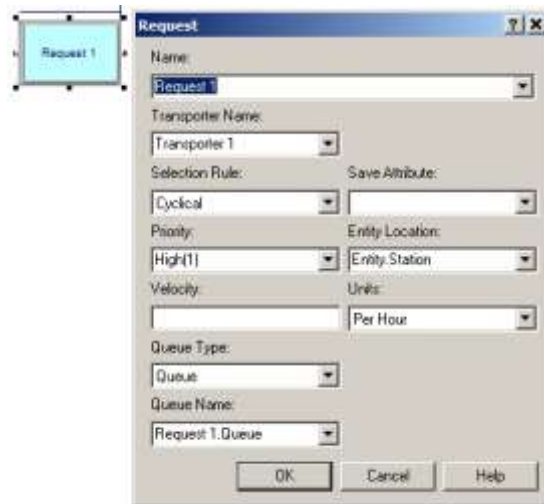 Request 1
Request
Name:
Request 1
Transporter Name:
Transporter 1
Selection Rule: Save Attribute:
Cyclical
Priority: Entity Location:
High(1) Entity.Station
Velocity: Units:
Per Hour
Queue Type:
Queue
Queue Name:
Request 1.Queue
OK Cancel Help